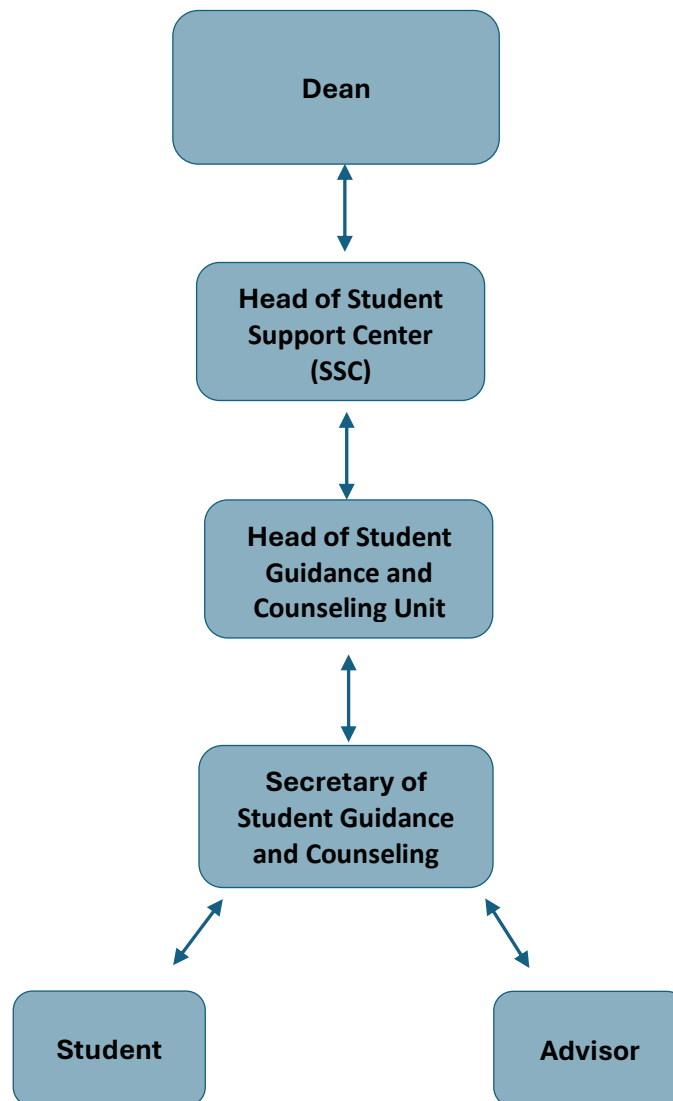 Dean
Head of Student
Support Center
(SSC)
Head of Student
Guidance and
Counseling Unit
Secretary of
Student Guidance
and Counseling
Student
Advisor